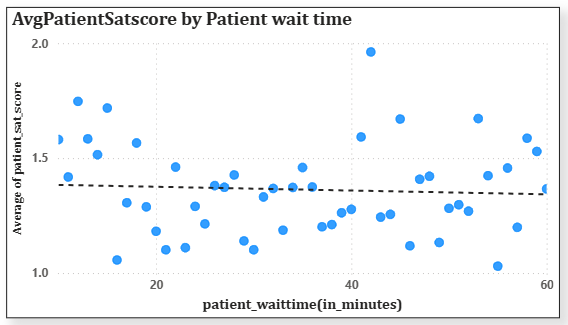 AvgPatientSatscore by Patient wait time
2.0
1.5
1.0
Average of patient_sat_score
20
40
60
patient_waittime(in_minutes)